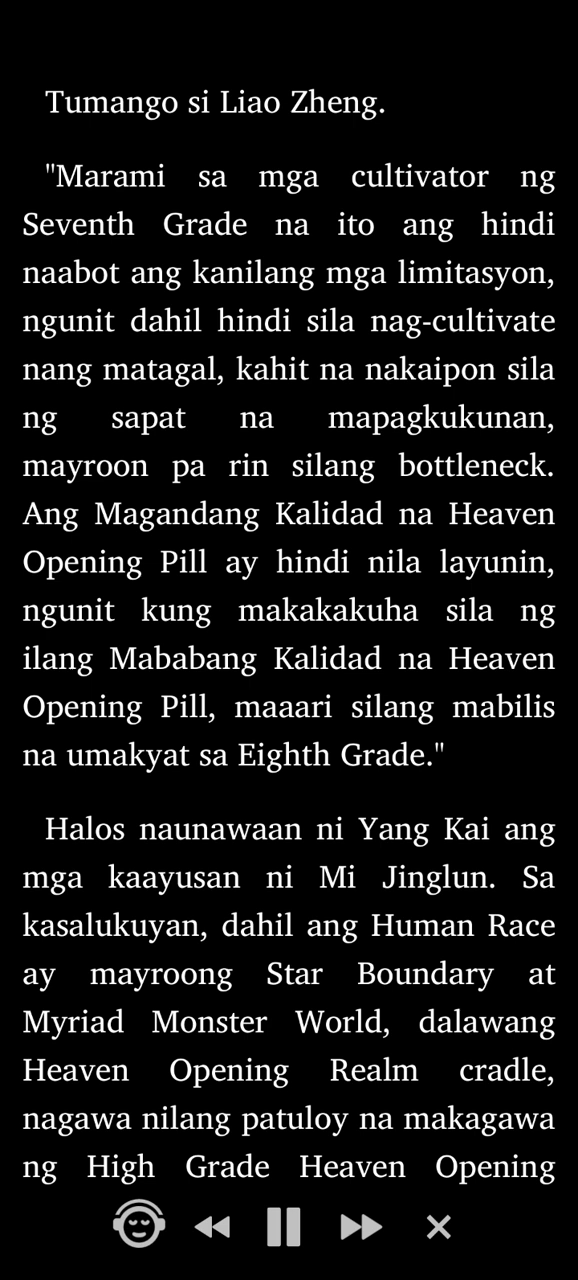 Tumango si Liao Zheng.
"Marami sa mga cultivator ng
Seventh Grade na ito ang hindi
naabot ang kanilang mga limitasyon,
ngunit dahil hindi sila nag-cultivate
nang matagal, kahit na nakaipon sila
ng sapat na mapagkukunan,
mayroon pa rin silang bottleneck.
Ang Magandang Kalidad na Heaven
Opening Pill ay hindi nila layunin,
ngunit kung makakakuha sila ng
ilang Mababang Kalidad na Heaven
Opening Pill, maaari silang mabilis
na umakyat sa Eighth Grade."
Halos naunawaan ni Yang Kai ang
mga kaayusan ni Mi Jinglun. Sa
kasalukuyan, dahil ang Human Race
ay mayroong Star Boundary at
Myriad Monster World, dalawang
Heaven Opening Realm cradle,
nagawa nilang patuloy na makagawa
ng High Grade Heaven Opening